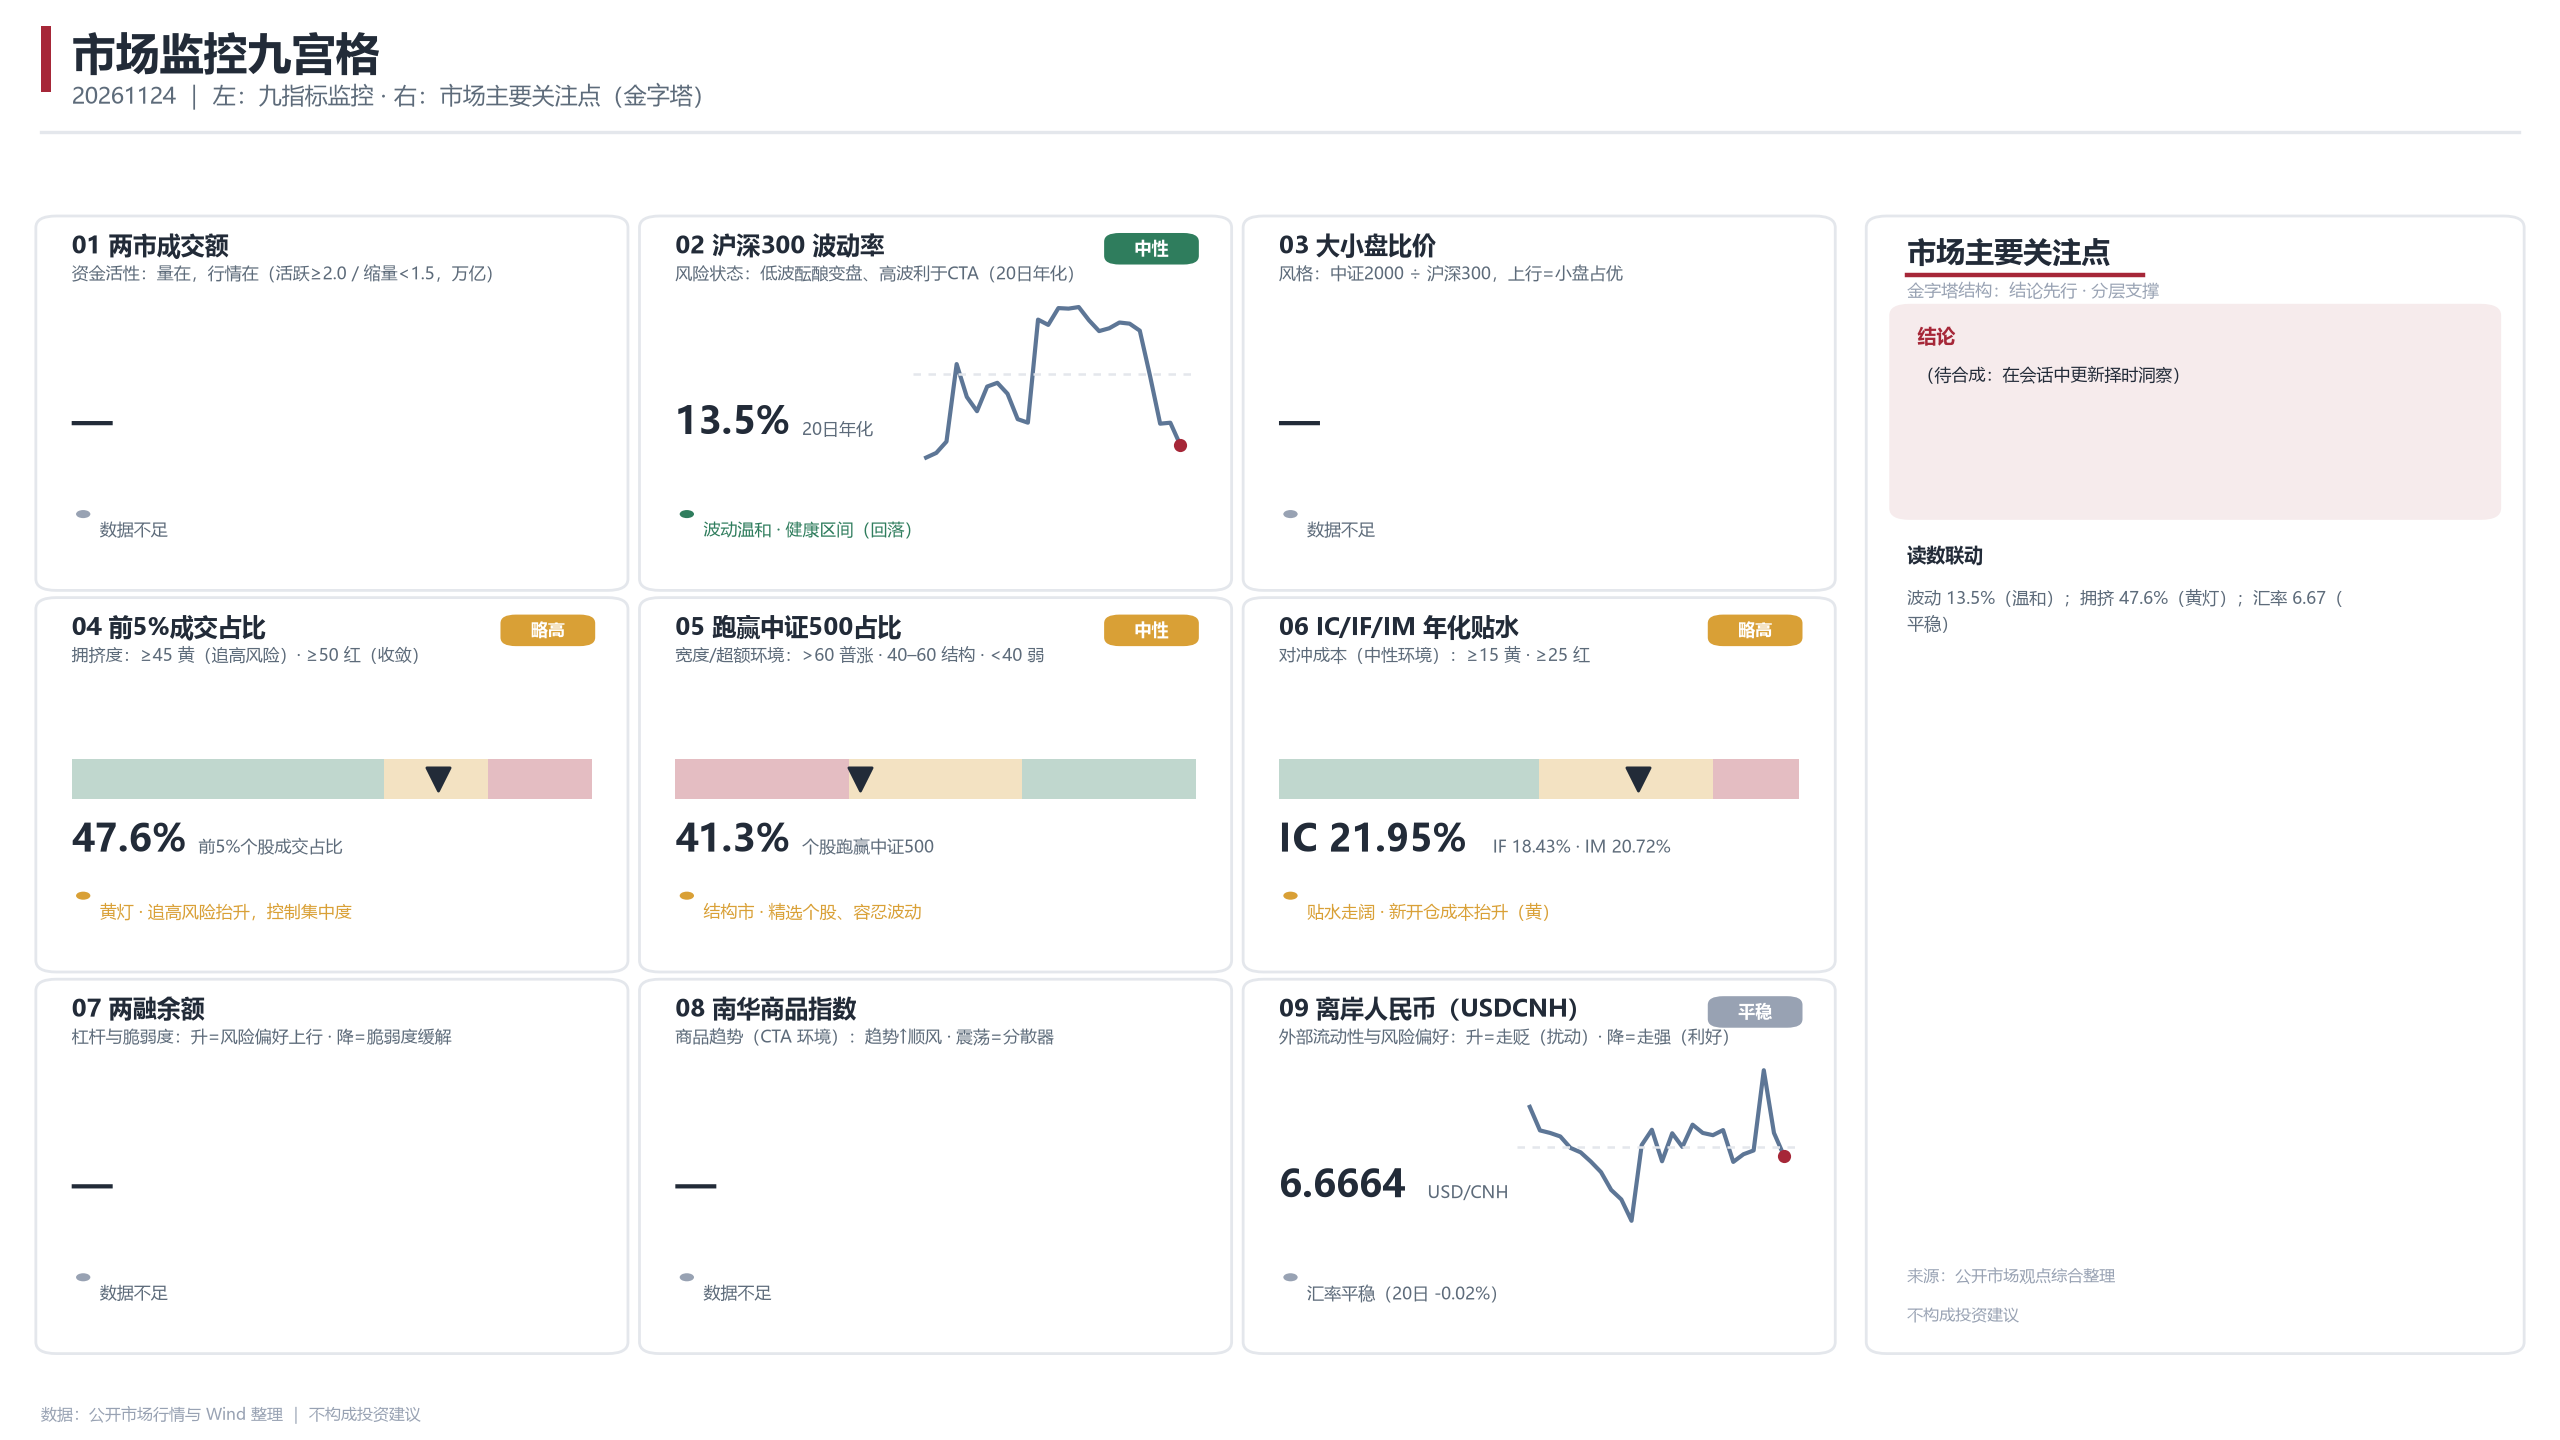 市场监控九宫格
20261124 | 左：九指标监控 · 右：市场主要关注点（金字塔）
01 两市成交额
资金活性：量在，行情在（活跃≥2.0 / 缩量<1.5，万亿）
—
数据不足
02 沪深300 波动率
中性
风险状态：低波酝酿变盘、高波利于CTA（20日年化）
13.5% 20日年化
波动温和 · 健康区间（回落）
03 大小盘比价
风格：中证2000 ÷ 沪深300，上行=小盘占优
—
数据不足
04 前5%成交占比
略高
拥挤度：≥45 黄（追高风险）· ≥50 红（收敛）
47.6% 前5%个股成交占比
黄灯 · 追高风险抬升，控制集中度
05 跑赢中证500占比
中性
宽度/超额环境：>60 普涨 · 40–60 结构 · <40 弱
41.3% 个股跑赢中证500
结构市 · 精选个股、容忍波动
06 IC/IF/IM 年化贴水
略高
对冲成本（中性环境）：≥15 黄 · ≥25 红
IC 21.95% IF 18.43% · IM 20.72%
贴水走阔 · 新开仓成本抬升（黄）
07 两融余额
杠杆与脆弱度：升=风险偏好上行 · 降=脆弱度缓解
—
数据不足
08 南华商品指数
商品趋势（CTA 环境）：趋势↑顺风 · 震荡=分散器
—
数据不足
09 离岸人民币（USDCNH）
平稳
外部流动性与风险偏好：升=走贬（扰动）· 降=走强（利好）
6.6664 USD/CNH
汇率平稳（20日 -0.02%）
市场主要关注点
金字塔结构：结论先行 · 分层支撑
结论
（待合成：在会话中更新择时洞察）
读数联动
波动 13.5%（温和）；拥挤 47.6%（黄灯）；汇率 6.67（
平稳）
来源：公开市场观点综合整理
不构成投资建议
数据：公开市场行情与 Wind 整理 | 不构成投资建议